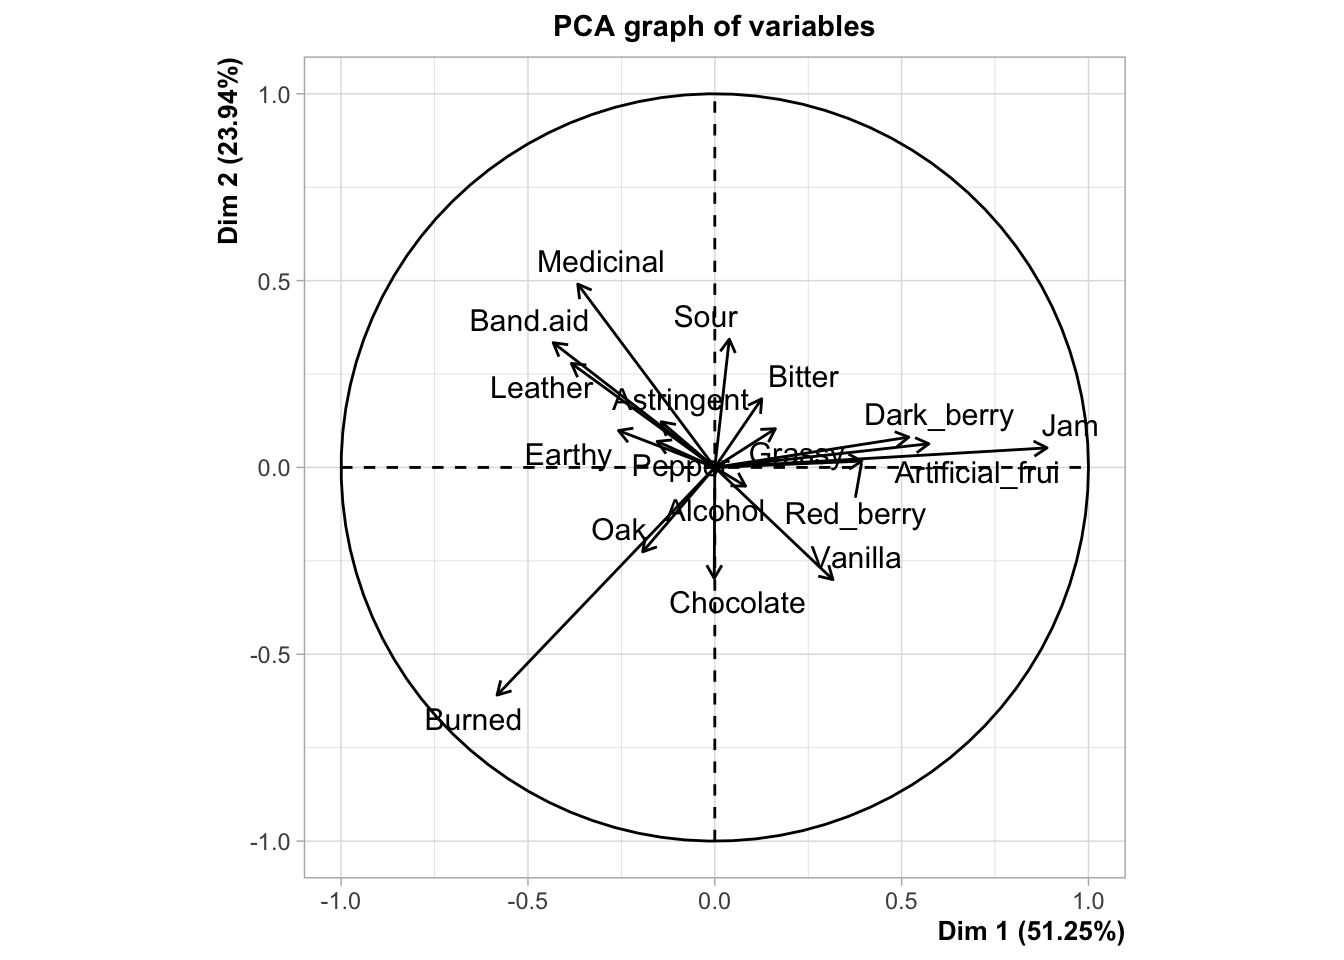 PCA graph of variables
Dim 2 (23.94%)
1.0
0.5
0.0
-0.5
-1.0
Medicinal
Sour
Band.aid
Bitter
Leather
Astringent
Dark_berry
Jam
Earthy
Peppe
Grassy
Artificial_frui
Alcohol
Red_berry
Oak
Vanilla
Chocolate
Burned
-1.0
-0.5
0.0
0.5
1.0
Dim 1 (51.25%)